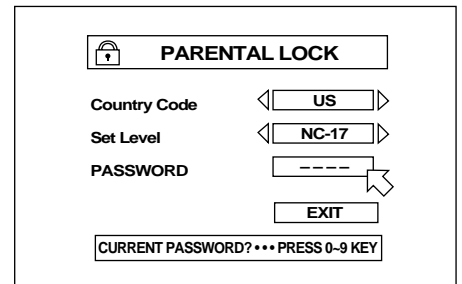 PARENTAL LOCK
Country Code US
Set Level NC-17
PASSWORD ––––
EXIT
CURRENT PASSWORD? ••• PRESS 0~9 KEY